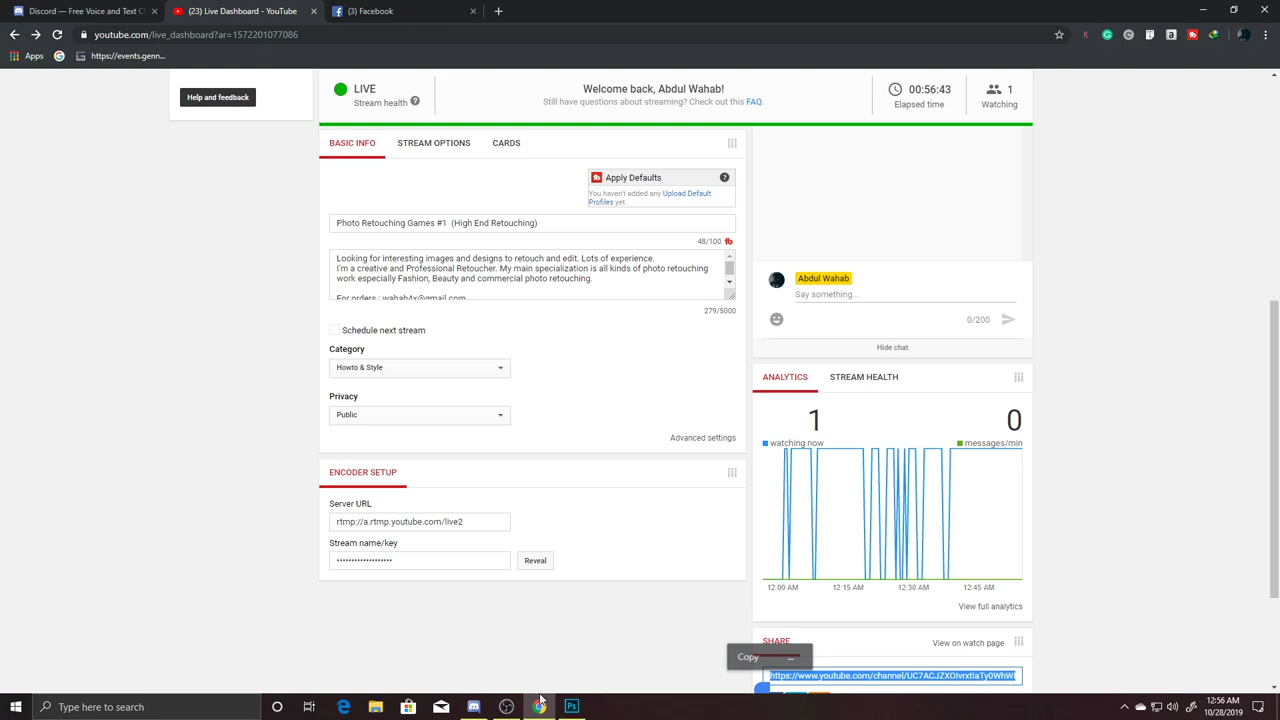 Discord — Free Voice and Text C
Live Dashboard - YouTube
(3) Facebook
youtube.com/live_dashboard?ar=1572201077086
Apps
https://events.genn...
Help and feedback
LIVE
Stream health
Welcome back, Abdul Wahab!
Still have questions about streaming? Check out this FAQ.
00:56:43
Elapsed time
1
Watching
BASIC INFO
STREAM OPTIONS
CARDS
Apply Defaults
You haven't added any Upload Default
Profiles yet.
Photo Retouching Games #1 (High End Retouching)
48/100
Looking for interesting images and designs to retouch and edit. Lots of experience.
I'm a creative and Professional Retoucher. My main specialization is all kinds of photo retouching
work especially Fashion, Beauty and commercial photo retouching.
For orders : wahab4x@gmail.com
279/5000
Schedule next stream
Category
Howto & Style
Privacy
Public
Advanced settings
ENCODER SETUP
Server URL
rtmp://a.rtmp.youtube.com/live2
Stream name/key
••••••••••••••••••••
Reveal
Abdul Wahab
Say something...
0/200
Hide chat
ANALYTICS
STREAM HEALTH
1
0
watching now
messages/min
12:00 AM
12:15 AM
12:30 AM
12:45 AM
View full analytics
SHARE
View on watch page
Copy
...
Type here to search
Ps
12:56 AM
10/28/2019